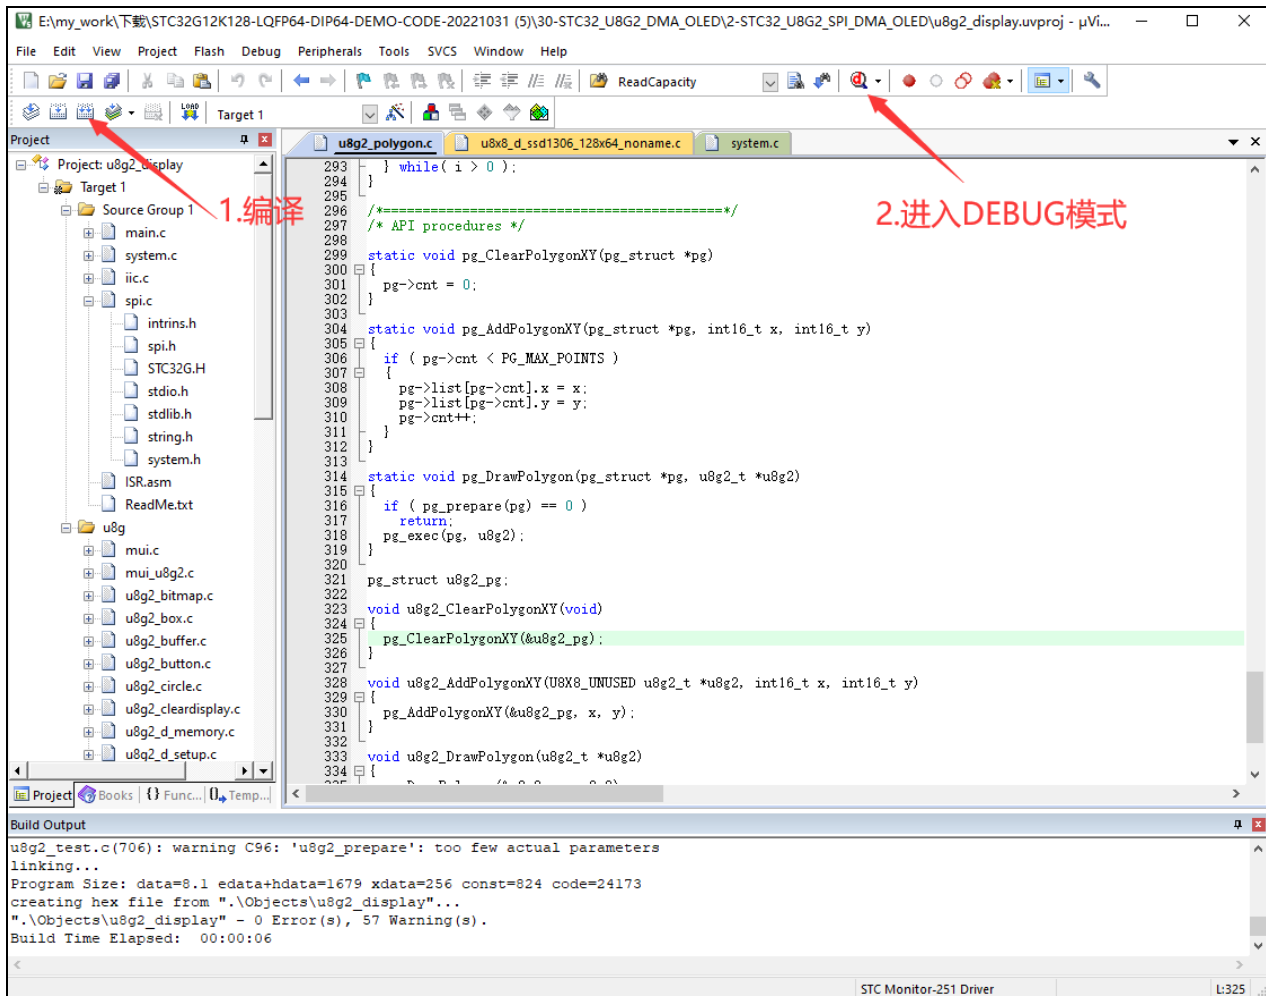 E:\my_work\下载\STC32G12K128-LQFP64-DIP64-DEMO-CODE-20221031 (5)\30-STC32_U8G2_DMA_OLED\2-STC32_U8G2_SPI_DMA_OLED\u8g2_display.uvproj - µVi...
File Edit View Project Flash Debug Peripherals Tools SVCS Window Help
ReadCapacity
LOAD Target 1
Project
u8g2_polygon.c u8x8_d_ssd1306_128x64_noname.c system.c
Project: u8g2_display
Target 1
Source Group 1
main.c
system.c
iic.c
spi.c
intrins.h
spi.h
STC32G.H
stdio.h
stdlib.h
string.h
system.h
ISR.asm
ReadMe.txt
u8g
mui.c
mui_u8g2.c
u8g2_bitmap.c
u8g2_box.c
u8g2_buffer.c
u8g2_button.c
u8g2_circle.c
u8g2_cleardisplay.c
u8g2_d_memory.c
u8g2_d_setup.c
Project Books {} Func... Temp...
1.编译
2.进入DEBUG模式
293 } while( i > 0 );
294 }
295
296 /*===========================================*/
297 /* API procedures */
298
299 static void pg_ClearPolygonXY(pg_struct *pg)
300 {
301 pg->cnt = 0;
302 }
303
304 static void pg_AddPolygonXY(pg_struct *pg, int16_t x, int16_t y)
305 {
306 if ( pg->cnt < PG_MAX_POINTS )
307 {
308 pg->list[pg->cnt].x = x;
309 pg->list[pg->cnt].y = y;
310 pg->cnt++;
311 }
312 }
313
314 static void pg_DrawPolygon(pg_struct *pg, u8g2_t *u8g2)
315 {
316 if ( pg_prepare(pg) == 0 )
317 return;
318 pg_exec(pg, u8g2);
319 }
320
321 pg_struct u8g2_pg;
322
323 void u8g2_ClearPolygonXY(void)
324 {
325 pg_ClearPolygonXY(&u8g2_pg);
326 }
327
328 void u8g2_AddPolygonXY(U8X8_UNUSED u8g2_t *u8g2, int16_t x, int16_t y)
329 {
330 pg_AddPolygonXY(&u8g2_pg, x, y);
331 }
332
333 void u8g2_DrawPolygon(u8g2_t *u8g2)
334 {
Build Output
u8g2_test.c(706): warning C96: 'u8g2_prepare': too few actual parameters
linking...
Program Size: data=8.1 edata+hdata=1679 xdata=256 const=824 code=24173
creating hex file from ".\Objects\u8g2_display"...
".\Objects\u8g2_display" - 0 Error(s), 57 Warning(s).
Build Time Elapsed:  00:00:06
STC Monitor-251 Driver L:325